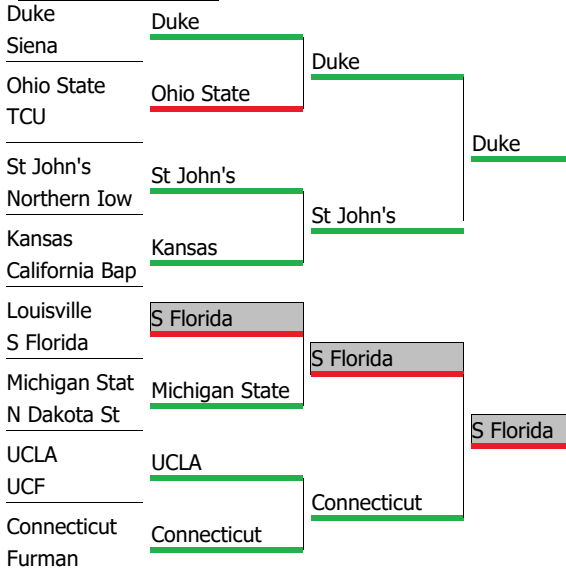 Duke
Siena
Ohio State
TCU
St John's
Northern Iow
Kansas
California Bap
Louisville
S Florida
Michigan Stat
N Dakota St
UCLA
UCF
Connecticut
Furman
Duke
Ohio State
St John's
Kansas
S Florida
Michigan State
UCLA
Connecticut
Duke
St John's
S Florida
Connecticut
Duke
S Florida